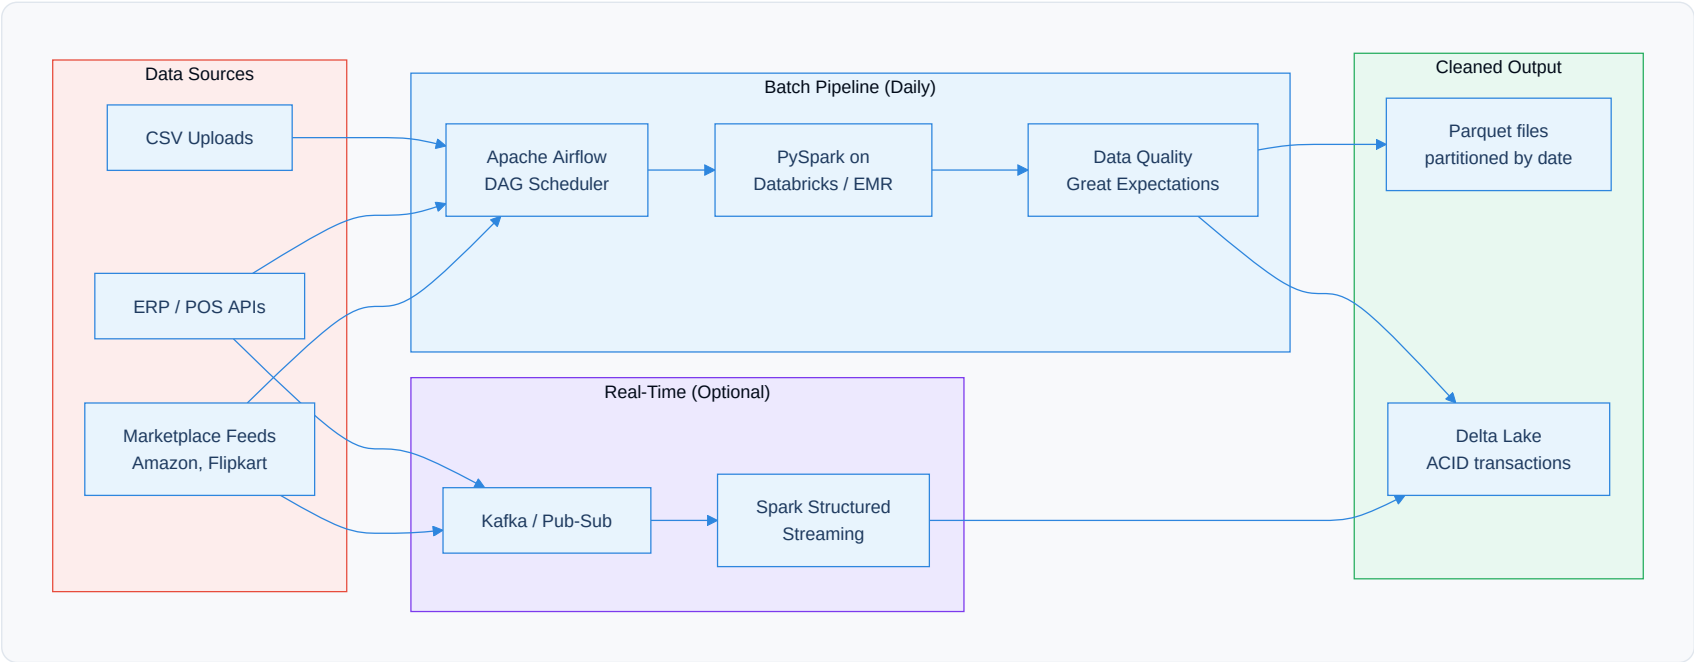 Data Sources
CSV Uploads
ERP / POS APIs
Marketplace Feeds
Amazon, Flipkart
Batch Pipeline (Daily)
Apache Airflow
DAG Scheduler
PySpark on
Databricks / EMR
Data Quality
Great Expectations
Real-Time (Optional)
Kafka / Pub-Sub
Spark Structured
Streaming
Cleaned Output
Parquet files
partitioned by date
Delta Lake
ACID transactions